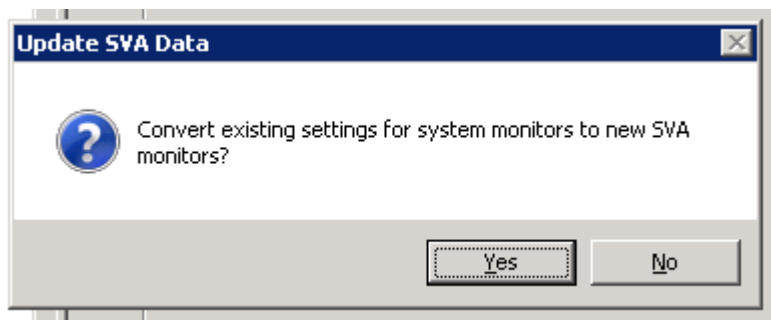 Update SVA Data
Convert existing settings for system monitors to new SVA
monitors?
Yes
No